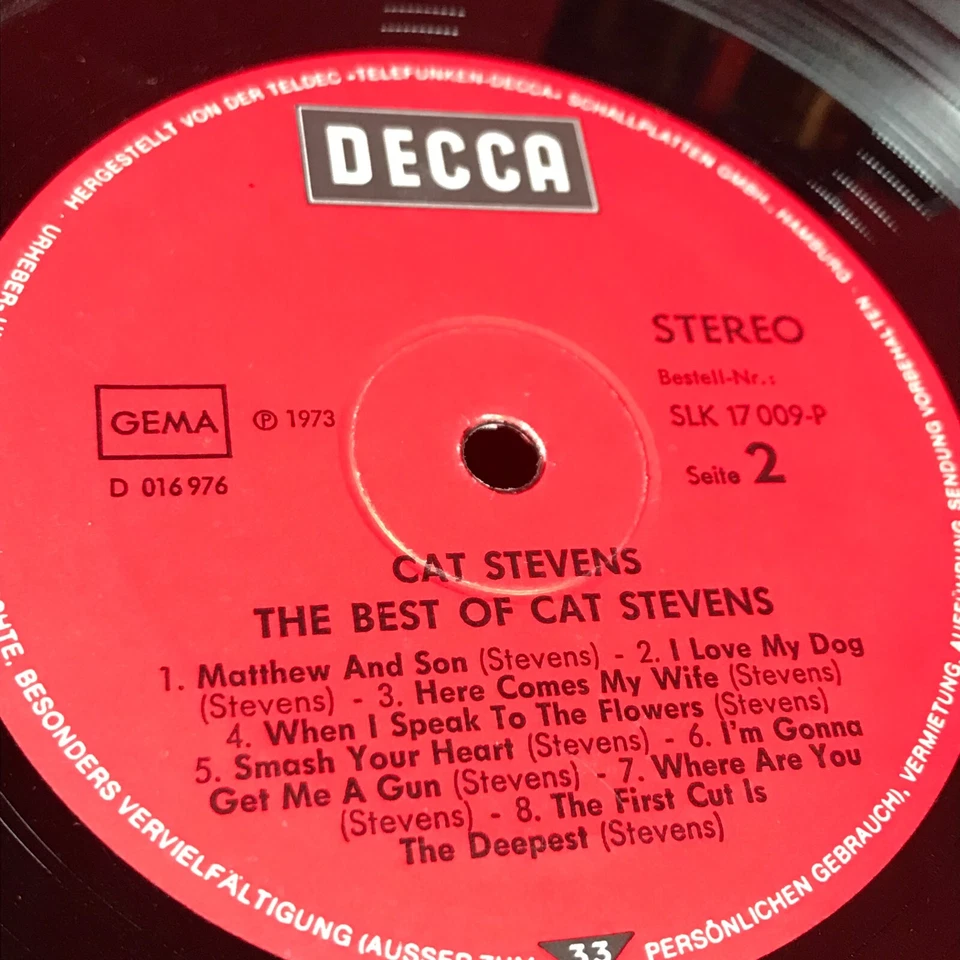 URHEBER-
HERGESTELLT VON DER TELDEC »TELEFUNKEN-DECCA« SCHALLPLATTEN GMBH., HAMBURG ·
DECCA
STEREO
Bestell-Nr.:
SLK 17 009-P
Seite 2
GEMA
℗ 1973
D 016 976
CAT STEVENS
THE BEST OF CAT STEVENS
1. Matthew And Son (Stevens) - 2. I Love My Dog
(Stevens) - 3. Here Comes My Wife (Stevens)
4. When I Speak To The Flowers (Stevens)
5. Smash Your Heart (Stevens) - 6. I'm Gonna
Get Me A Gun (Stevens) - 7. Where Are You
(Stevens) - 8. The First Cut Is
The Deepest (Stevens)
VORBEHALTEN SENDUNG AUFFÜHRUNG, VERMIETUNG, PERSÖNLICHEN GEBRAUCH),
BESONDERS VERVIELFÄLTIGUNG (AUSSER ZUM
33